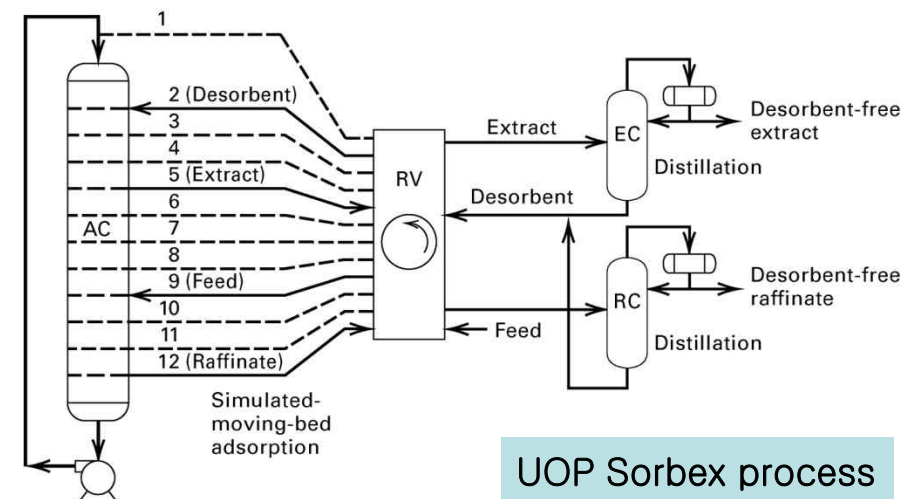 1
2 (Desorbent)
3
4
5 (Extract)
6
AC
7
8
9 (Feed)
10
11
12 (Raffinate)
Simulated-
moving-bed
adsorption
RV
Extract
Desorbent
Feed
EC
Distillation
Desorbent-free
extract
RC
Distillation
Desorbent-free
raffinate
UOP Sorbex process